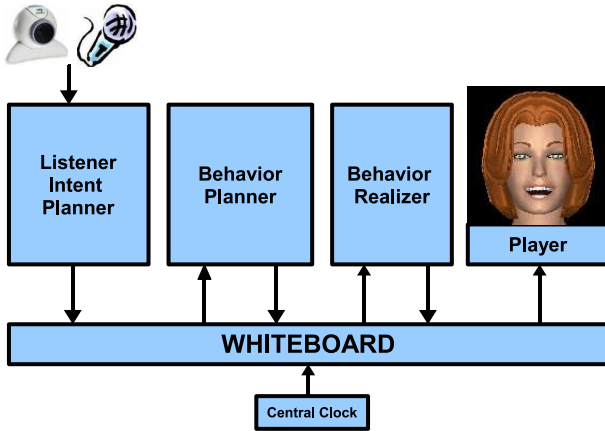 Listener
Intent
Planner
Behavior
Planner
Behavior
Realizer
Player
WHITEBOARD
Central Clock